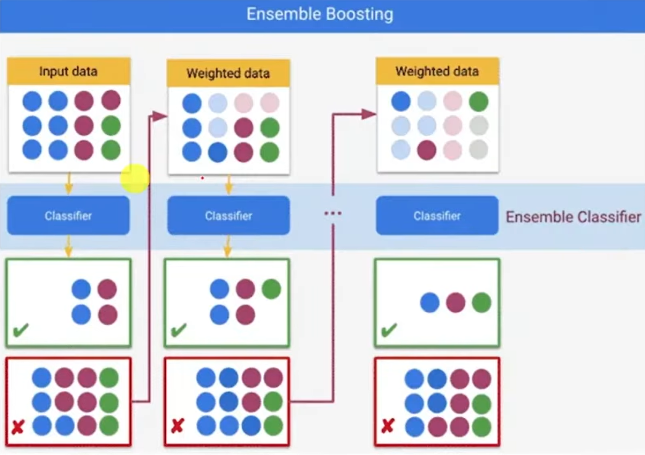 Ensemble Boosting
Input data
Weighted data
Weighted data
Classifier
Classifier
...
Classifier
Ensemble Classifier